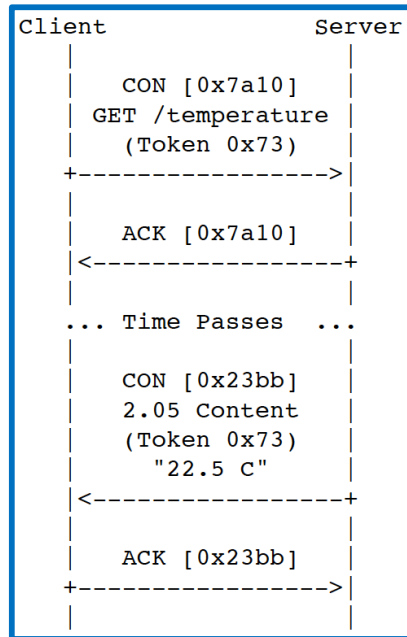 Client Server
CON [0x7a10]
GET /temperature
(Token 0x73)
+----------------->|
ACK [0x7a10]
|<-----------------+
... Time Passes ...
CON [0x23bb]
2.05 Content
(Token 0x73)
"22.5 C"
|<-----------------+
ACK [0x23bb]
+----------------->|